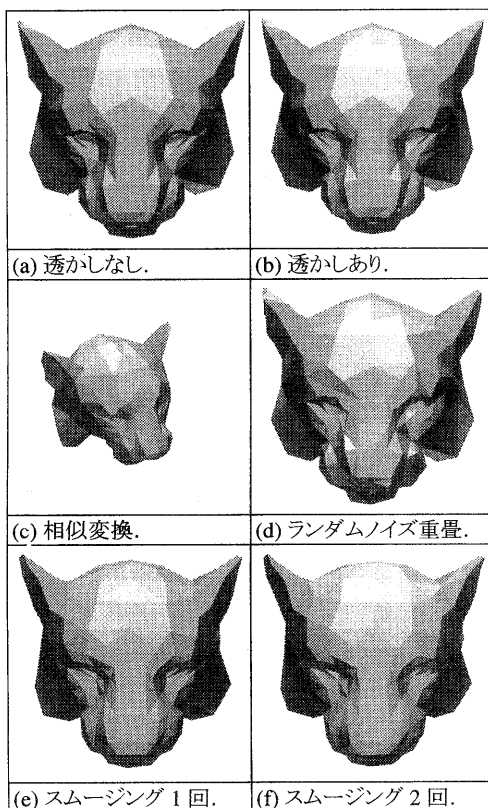 (a) 透かしなし.
(b) 透かしあり.
(c) 相似変換.
(d) ランダムノイズ重畳.
(e) スムージング 1 回.
(f) スムージング 2 回.